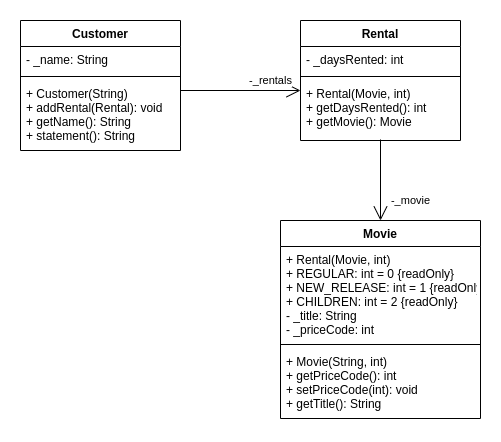 Customer
- _name: String
+ Customer(String)
+ addRental(Rental): void
+ getName(): String
+ statement(): String
-_rentals
Rental
- _daysRented: int
+ Rental(Movie, int)
+ getDaysRented(): int
+ getMovie(): Movie
-_movie
Movie
+ Rental(Movie, int)
+ REGULAR: int = 0 {readOnly}
+ NEW_RELEASE: int = 1 {readOnl
+ CHILDREN: int = 2 {readOnly}
- _title: String
- _priceCode: int
+ Movie(String, int)
+ getPriceCode(): int
+ setPriceCode(int): void
+ getTitle(): String